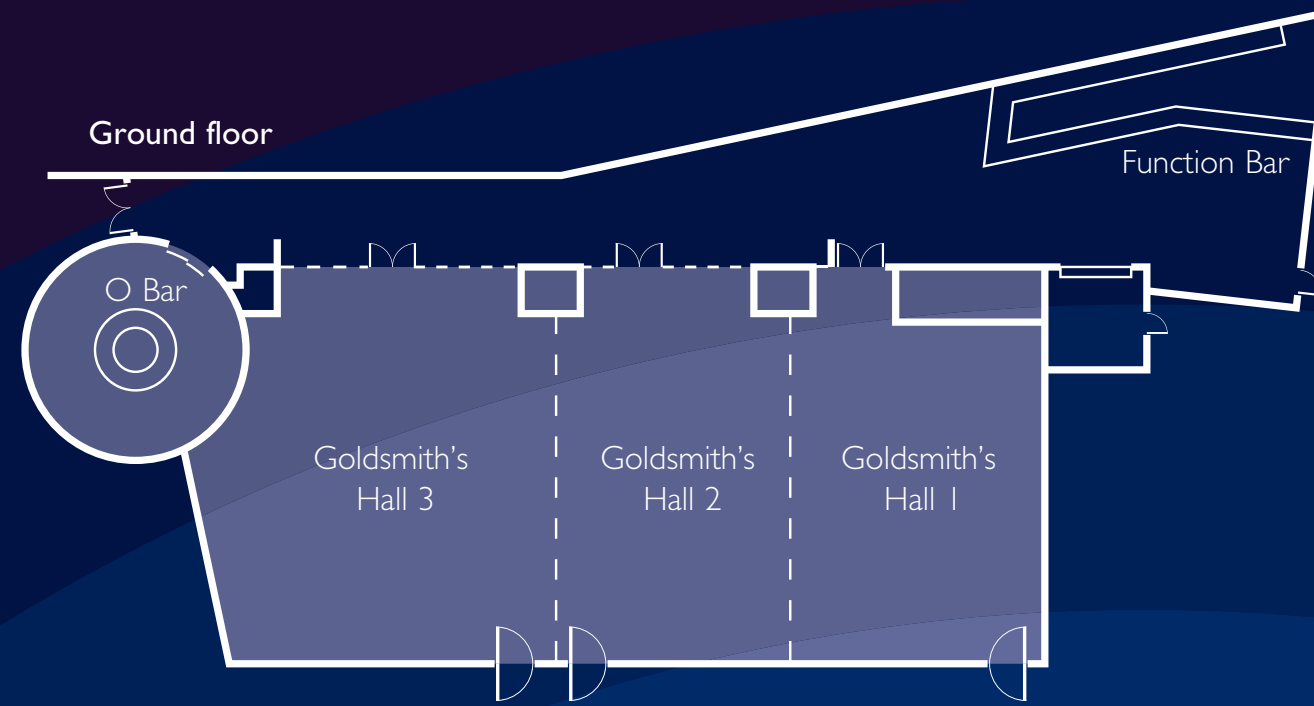 Ground floor
Function Bar
O Bar
Goldsmith’s
Hall 3
Goldsmith’s
Hall 2
Goldsmith’s
Hall 1